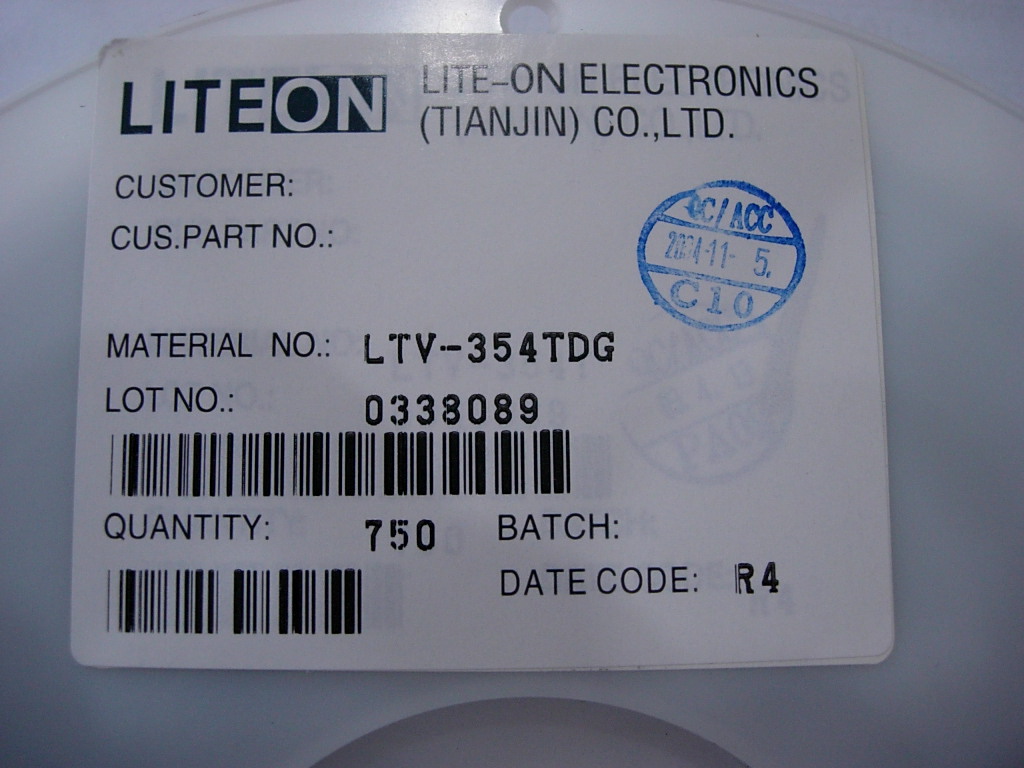 LITEON
LITE-ON ELECTRONICS
(TIANJIN) CO.,LTD.
CUSTOMER:
CUS.PART NO.:
QC/ACC
2004-11- 5.
C10
MATERIAL NO.: LTV-354TDG
LOT NO.: 0338089
QUANTITY: 750 BATCH:
DATE CODE: R4